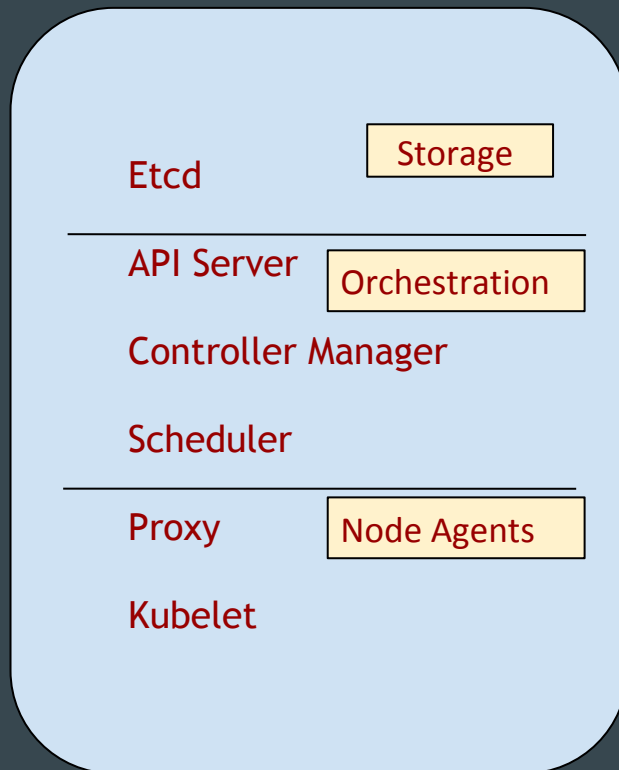 Storage
Etcd
API Server
Orchestration
Controller Manager
Scheduler
Proxy
Node Agents
Kubelet